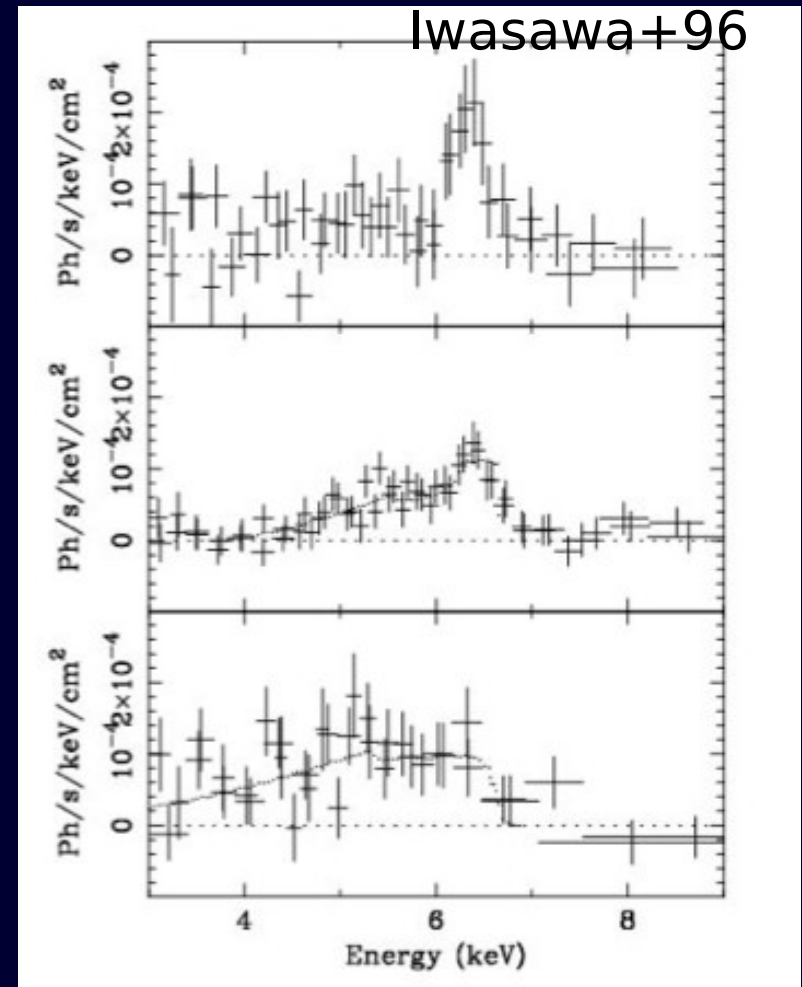 Iwasawa+96
Ph/s/keV/cm²
0 10⁻⁴ 2×10⁻⁴
Ph/s/keV/cm²
0 10⁻⁴ 2×10⁻⁴
Ph/s/keV/cm²
0 10⁻⁴ 2×10⁻⁴
4 6 8
Energy (keV)